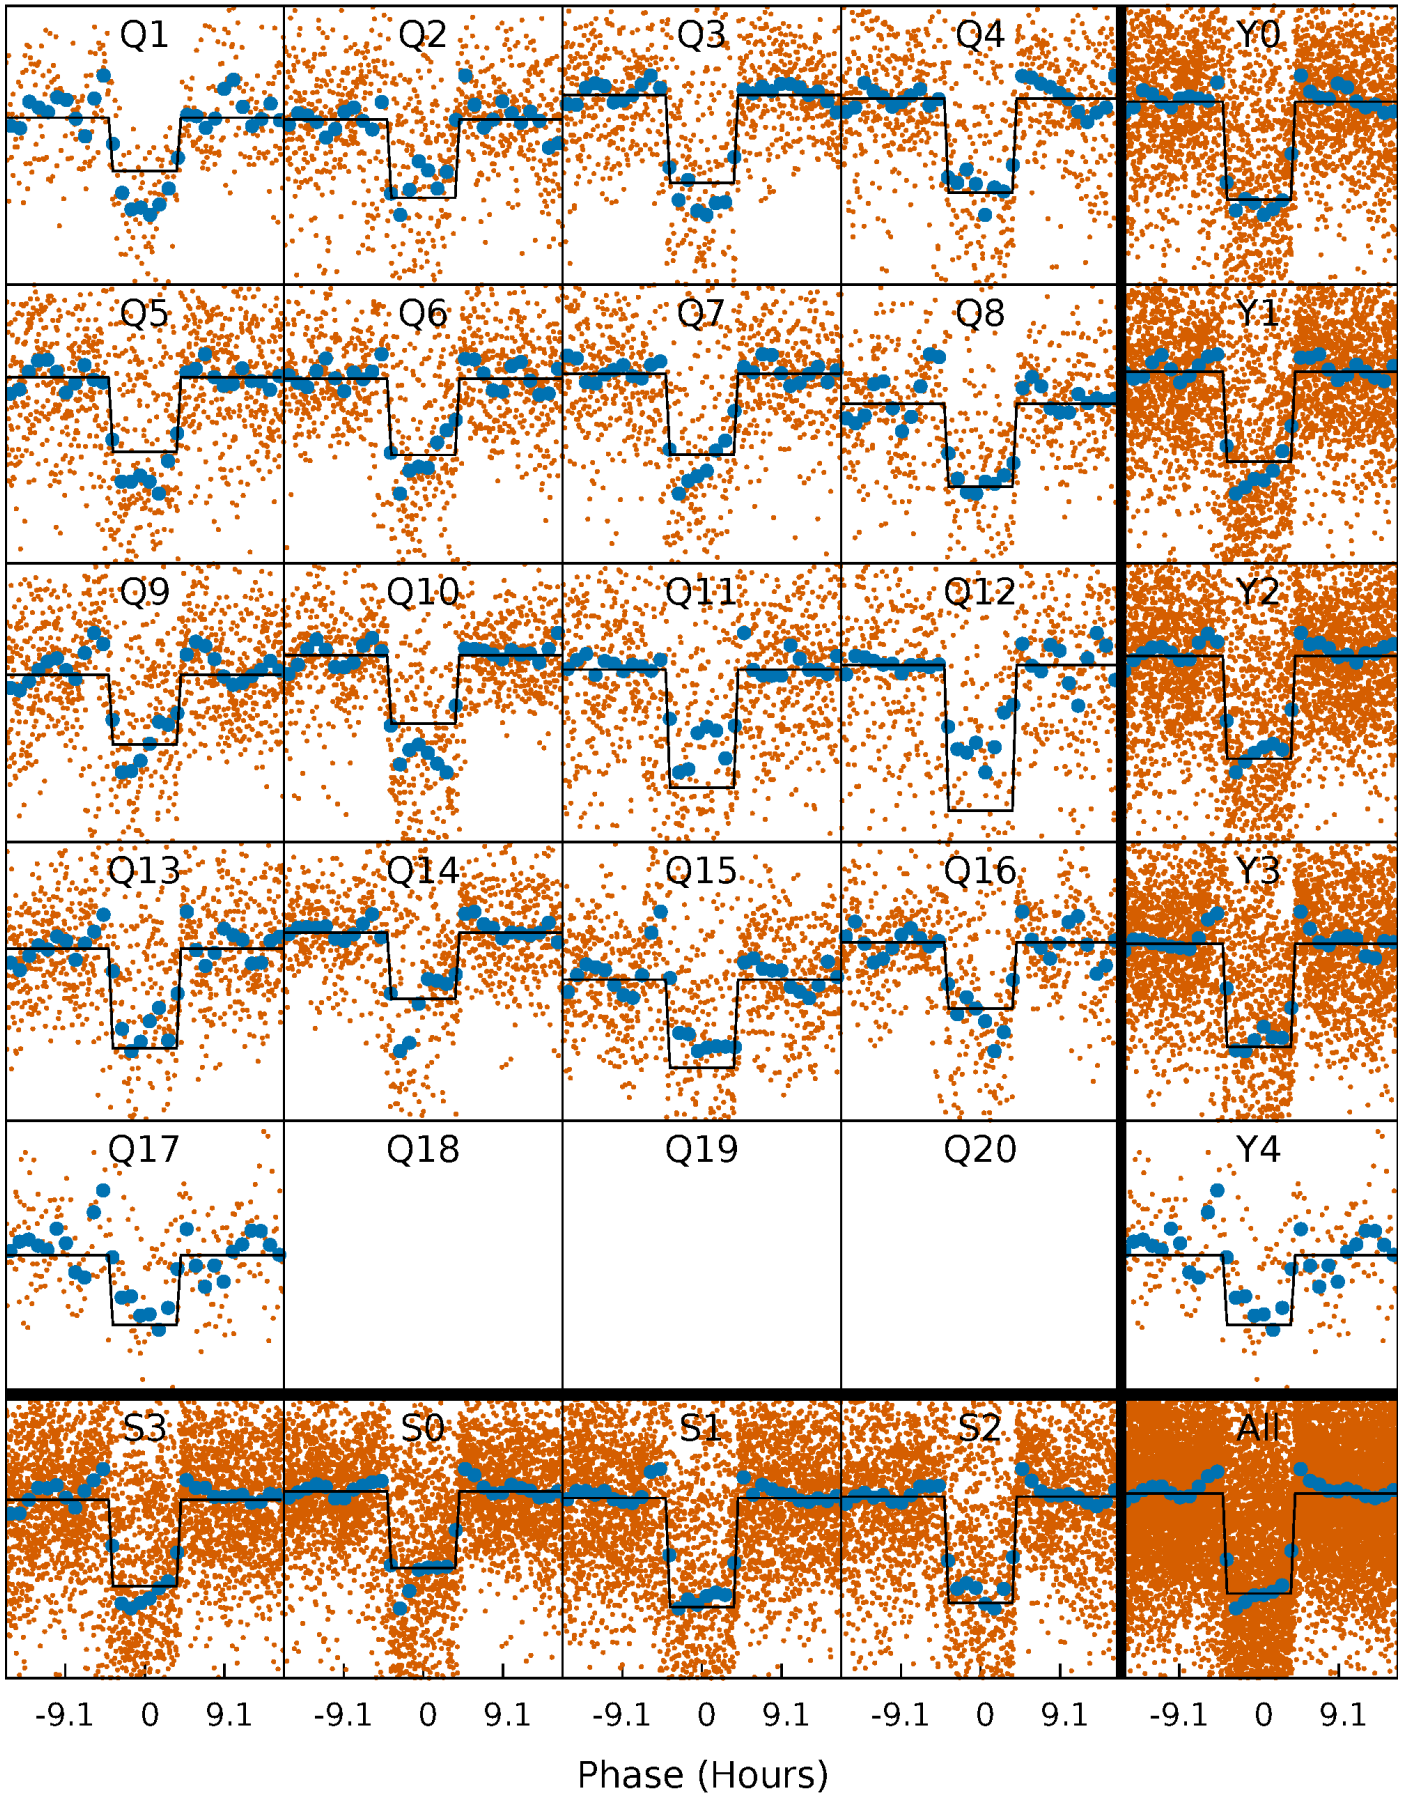 Q1 Q2 Q3 Q4 Y0
Q5 Q6 Q7 Q8 Y1
Q9 Q10 Q11 Q12 Y2
Q13 Q14 Q15 Q16 Y3
Q17 Q18 Q19 Q20 Y4
S3 S0 S1 S2 All
-9.1 0 9.1 -9.1 0 9.1 -9.1 0 9.1 -9.1 0 9.1 -9.1 0 9.1
Phase (Hours)